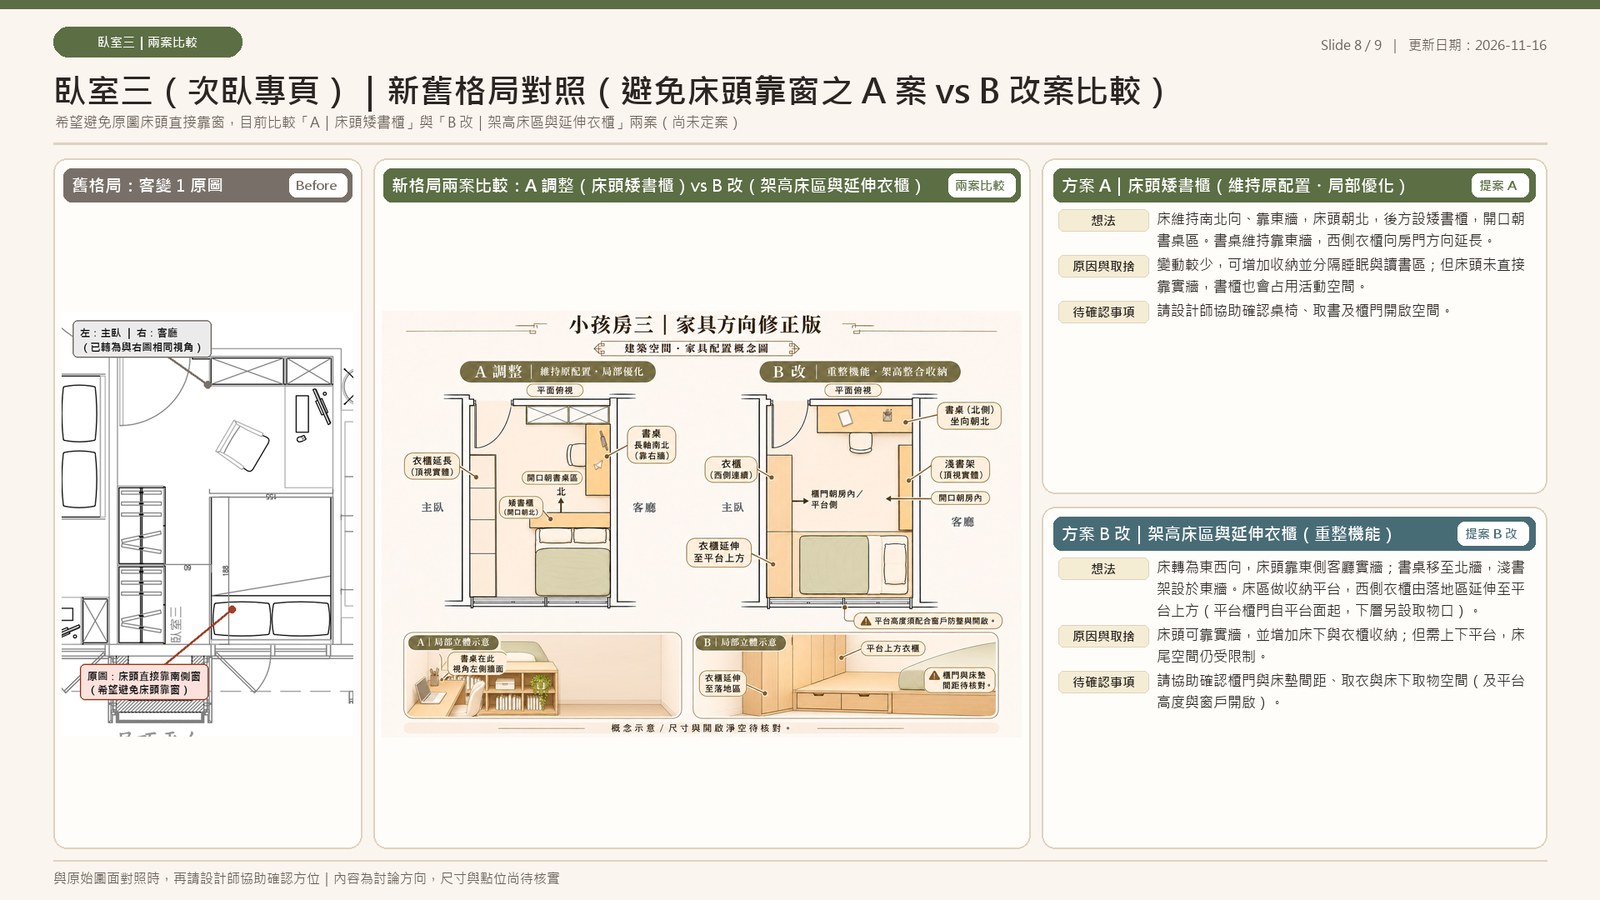 臥室三｜兩案比較
Slide 8 / 9 ｜ 更新日期：2026-11-16
臥室三（次臥專頁）｜新舊格局對照（避免床頭靠窗之 A 案 vs B 改案比較）
希望避免原圖床頭直接靠窗，目前比較「A｜床頭矮書櫃」與「B 改｜架高床區與延伸衣櫃」兩案（尚未定案）
舊格局：客變 1 原圖
Before
左：主臥 ｜ 右：客廳
（已轉為與右圖相同視角）
155
60
188
臥室三
原圖：床頭直接靠南側窗
（希望避免床頭靠窗）
新格局兩案比較：A 調整（床頭矮書櫃）vs B 改（架高床區與延伸衣櫃）
兩案比較
小孩房三｜家具方向修正版
建築空間・家具配置概念圖
A 調整｜維持原配置・局部優化
平面俯視
書桌
長軸南北
（靠右牆）
衣櫃延長
（頂視實體）
開口朝書桌區
北
矮書櫃
（開口朝北）
主臥
客廳
B 改｜重整機能・架高整合收納
平面俯視
書桌（北側）
坐向朝北
衣櫃
（西側連續）
淺書架
（頂視實體）
櫃門朝房內／
平台側
開口朝房內
主臥
客廳
衣櫃延伸
至平台上方
平台高度須配合窗戶防墜與開啟。
A｜局部立體示意
書桌在此
視角左側牆面
B｜局部立體示意
平台上方衣櫃
衣櫃延伸
至落地區
櫃門與床墊
間距待核對。
概念示意 / 尺寸與開啟淨空待核對。
方案 A｜床頭矮書櫃（維持原配置・局部優化）
提案 A
想法
床維持南北向、靠東牆，床頭朝北，後方設矮書櫃，開口朝
書桌區。書桌維持靠東牆，西側衣櫃向房門方向延長。
原因與取捨
變動較少，可增加收納並分隔睡眠與讀書區；但床頭未直接
靠實牆，書櫃也會占用活動空間。
待確認事項
請設計師協助確認桌椅、取書及櫃門開啟空間。
方案 B 改｜架高床區與延伸衣櫃（重整機能）
提案 B 改
想法
床轉為東西向，床頭靠東側客廳實牆；書桌移至北牆，淺書
架設於東牆。床區做收納平台，西側衣櫃由落地區延伸至平
台上方（平台櫃門自平台面起，下層另設取物口）。
原因與取捨
床頭可靠實牆，並增加床下與衣櫃收納；但需上下平台，床
尾空間仍受限制。
待確認事項
請協助確認櫃門與床墊間距、取衣與床下取物空間（及平台
高度與窗戶開啟）。
與原始圖面對照時，再請設計師協助確認方位｜內容為討論方向，尺寸與點位尚待核實